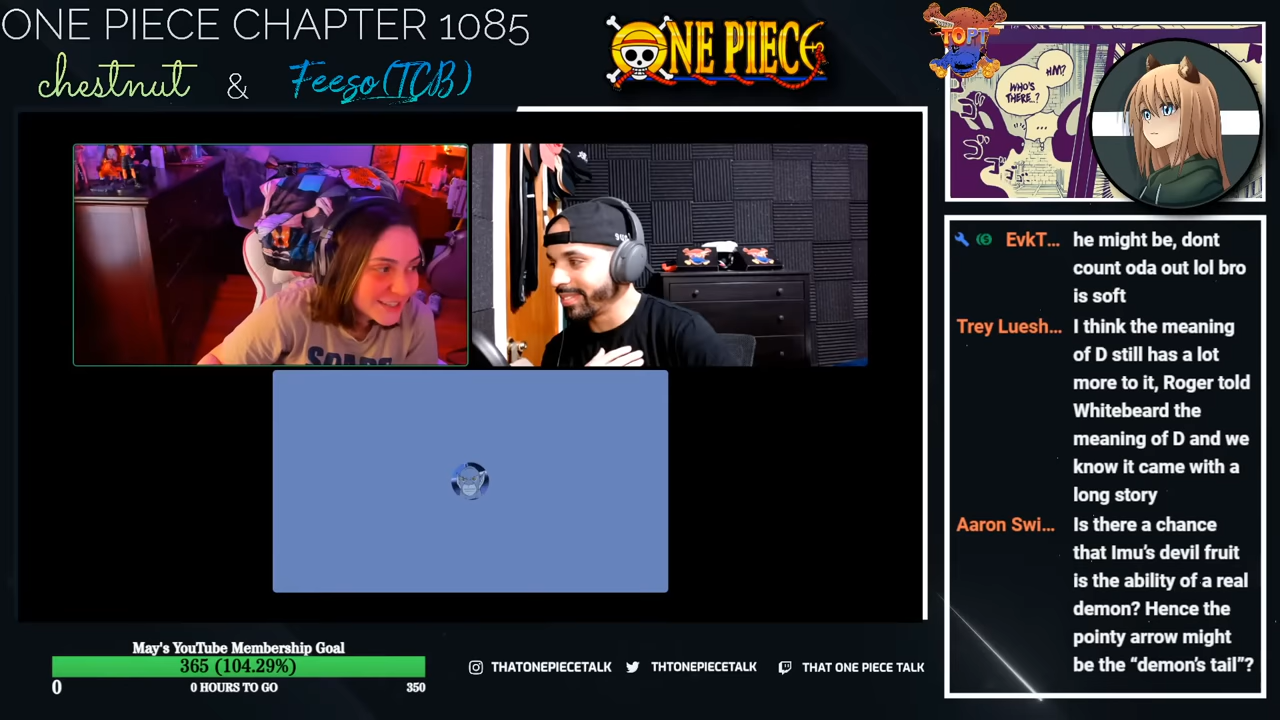 ONE PIECE CHAPTER 1085
chestnut & Feeso(TCB)
ONE PIECE
TOPT
HM?
WHO'S
THERE..?
...
ゴゴゴ
EvkT... he might be, dont
count oda out lol bro
is soft
Trey Luesh... I think the meaning
of D still has a lot
more to it, Roger told
Whitebeard the
meaning of D and we
know it came with a
long story
Aaron Swi... Is there a chance
that Imu's devil fruit
is the ability of a real
demon? Hence the
pointy arrow might
be the “demon's tail”?
May's YouTube Membership Goal
365 (104.29%)
0 0 HOURS TO GO 350
THATONEPIECETALK THTONEPIECETALK THAT ONE PIECE TALK